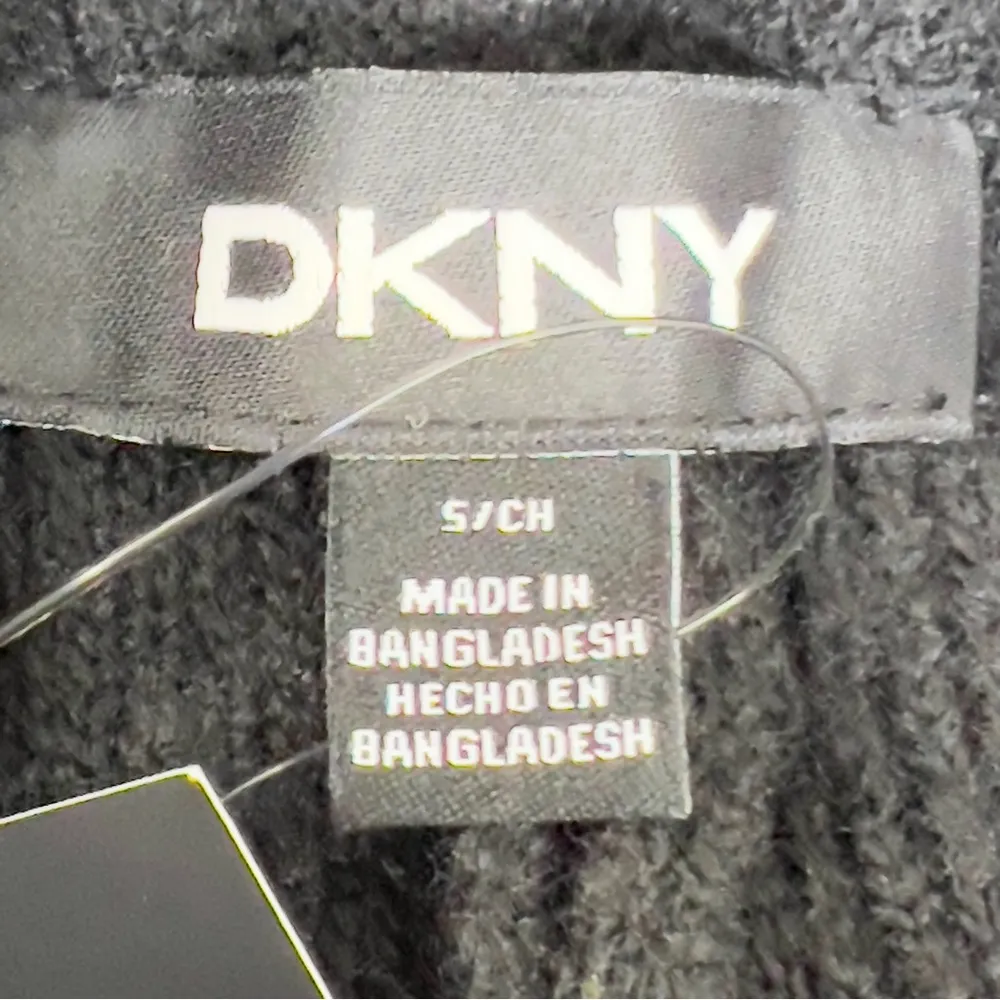 DKNY
S/CH
MADE IN
BANGLADESH
HECHO EN
BANGLADESH